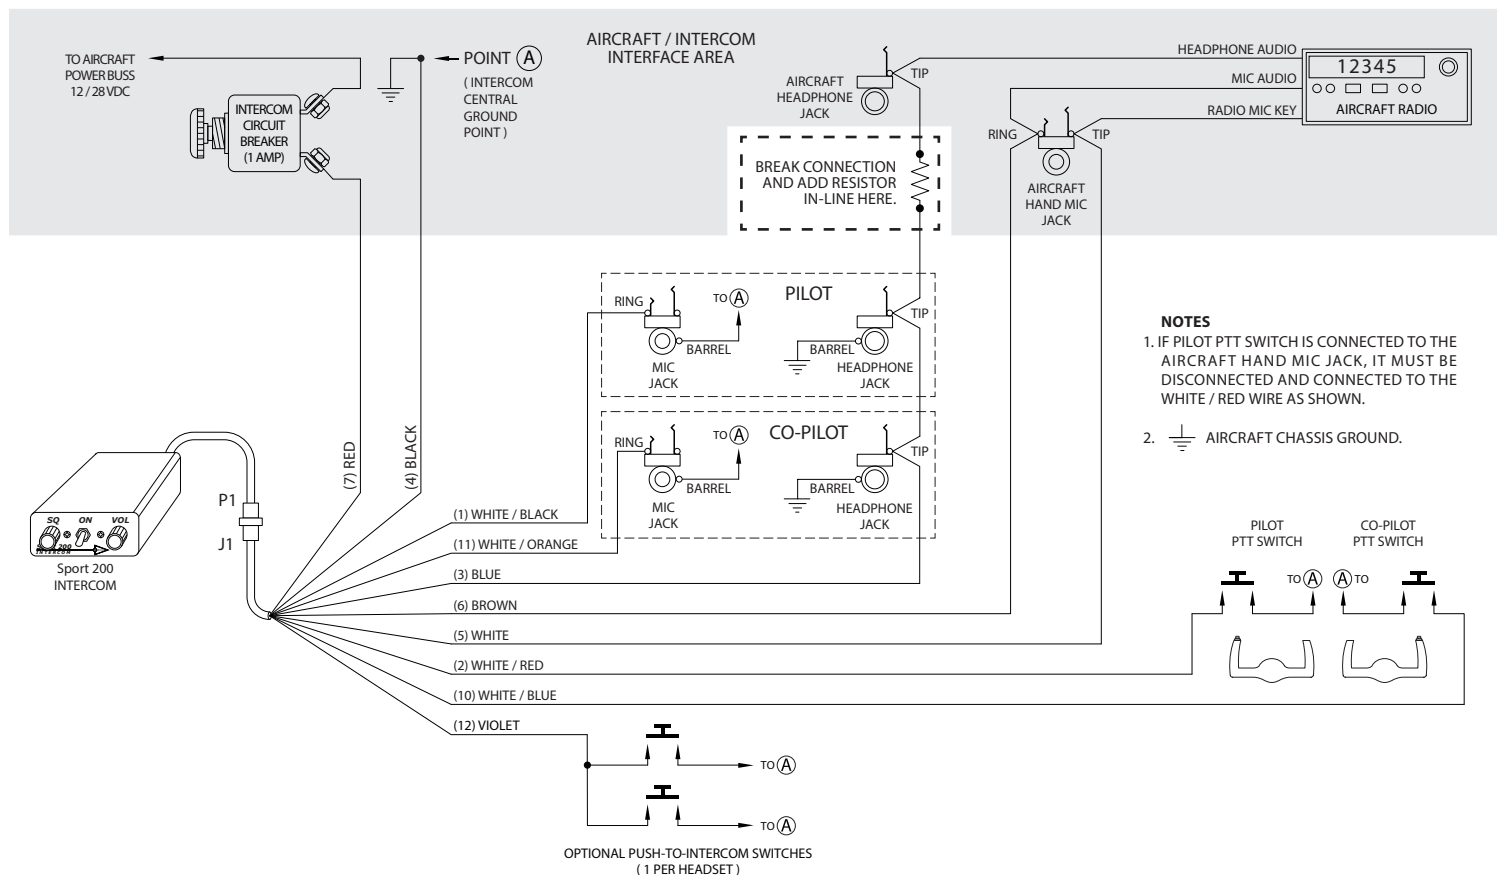 TO AIRCRAFT
POWER BUSS
12 / 28 VDC
POINT A
( INTERCOM
CENTRAL
GROUND
POINT )
INTERCOM
CIRCUIT
BREAKER
(1 AMP)
AIRCRAFT / INTERCOM
INTERFACE AREA
AIRCRAFT
HEADPHONE
JACK
TIP
HEADPHONE AUDIO
MIC AUDIO
RADIO MIC KEY
12345
AIRCRAFT RADIO
RING
TIP
AIRCRAFT
HAND MIC
JACK
BREAK CONNECTION
AND ADD RESISTOR
IN-LINE HERE.
PILOT
RING
TO A
BARREL
MIC
JACK
TIP
BARREL
HEADPHONE
JACK
CO-PILOT
RING
TO A
BARREL
MIC
JACK
TIP
BARREL
HEADPHONE
JACK
NOTES
1. IF PILOT PTT SWITCH IS CONNECTED TO THE
AIRCRAFT HAND MIC JACK, IT MUST BE
DISCONNECTED AND CONNECTED TO THE
WHITE / RED WIRE AS SHOWN.
2. AIRCRAFT CHASSIS GROUND.
(7) RED
(4) BLACK
P1
J1
SQ ON VOL
Sport 200
INTERCOM
(1) WHITE / BLACK
(11) WHITE / ORANGE
(3) BLUE
(6) BROWN
(5) WHITE
(2) WHITE / RED
(10) WHITE / BLUE
(12) VIOLET
PILOT
PTT SWITCH
CO-PILOT
PTT SWITCH
TO A
A TO
TO A
TO A
OPTIONAL PUSH-TO-INTERCOM SWITCHES
( 1 PER HEADSET )